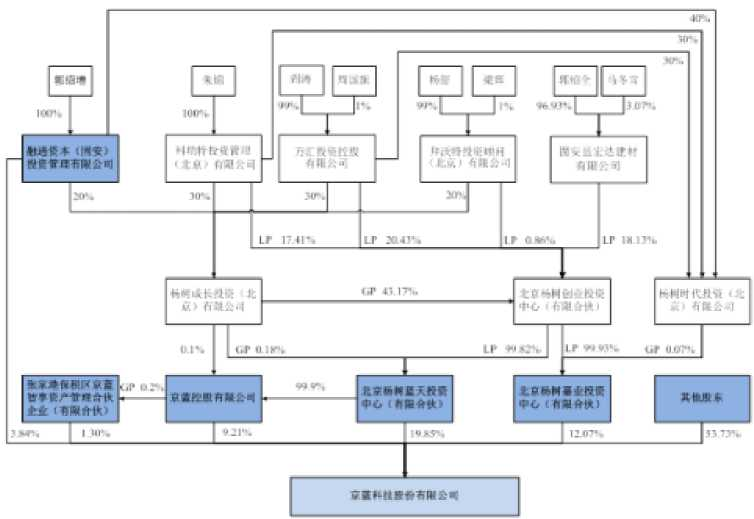 40%
30%
30%
郭绍增
朱锦
杨树
梁辉
郭绍全
马冬雪
100%
100%
99%
1%
99%
1%
96.93%
3.07%
融通资本（固安）
投资管理有限公司
科瑞特投资管理
（北京）有限公司
万汇投资控股
有限公司
拜沃特投资顾问
（北京）有限公司
固安县宏达建材
有限公司
20%
30%
30%
20%
LP 17.41%
LP 20.43%
LP 0.86%
LP 18.13%
杨树成长投资（北
京）有限公司
GP 43.17%
北京杨树创业投资
中心（有限合伙）
杨树时代投资（北
京）有限公司
0.1%
GP 0.18%
LP 99.82%
LP 99.93%
GP 0.07%
张家港保税区京蓝
智享资产管理合伙
企业（有限合伙）
GP 0.2%
京蓝控股有限公司
99.9%
北京杨树蓝天投资
中心（有限合伙）
北京杨树嘉业投资
中心（有限合伙）
其他股东
3.84%
1.30%
9.21%
19.85%
12.07%
53.73%
京蓝科技股份有限公司